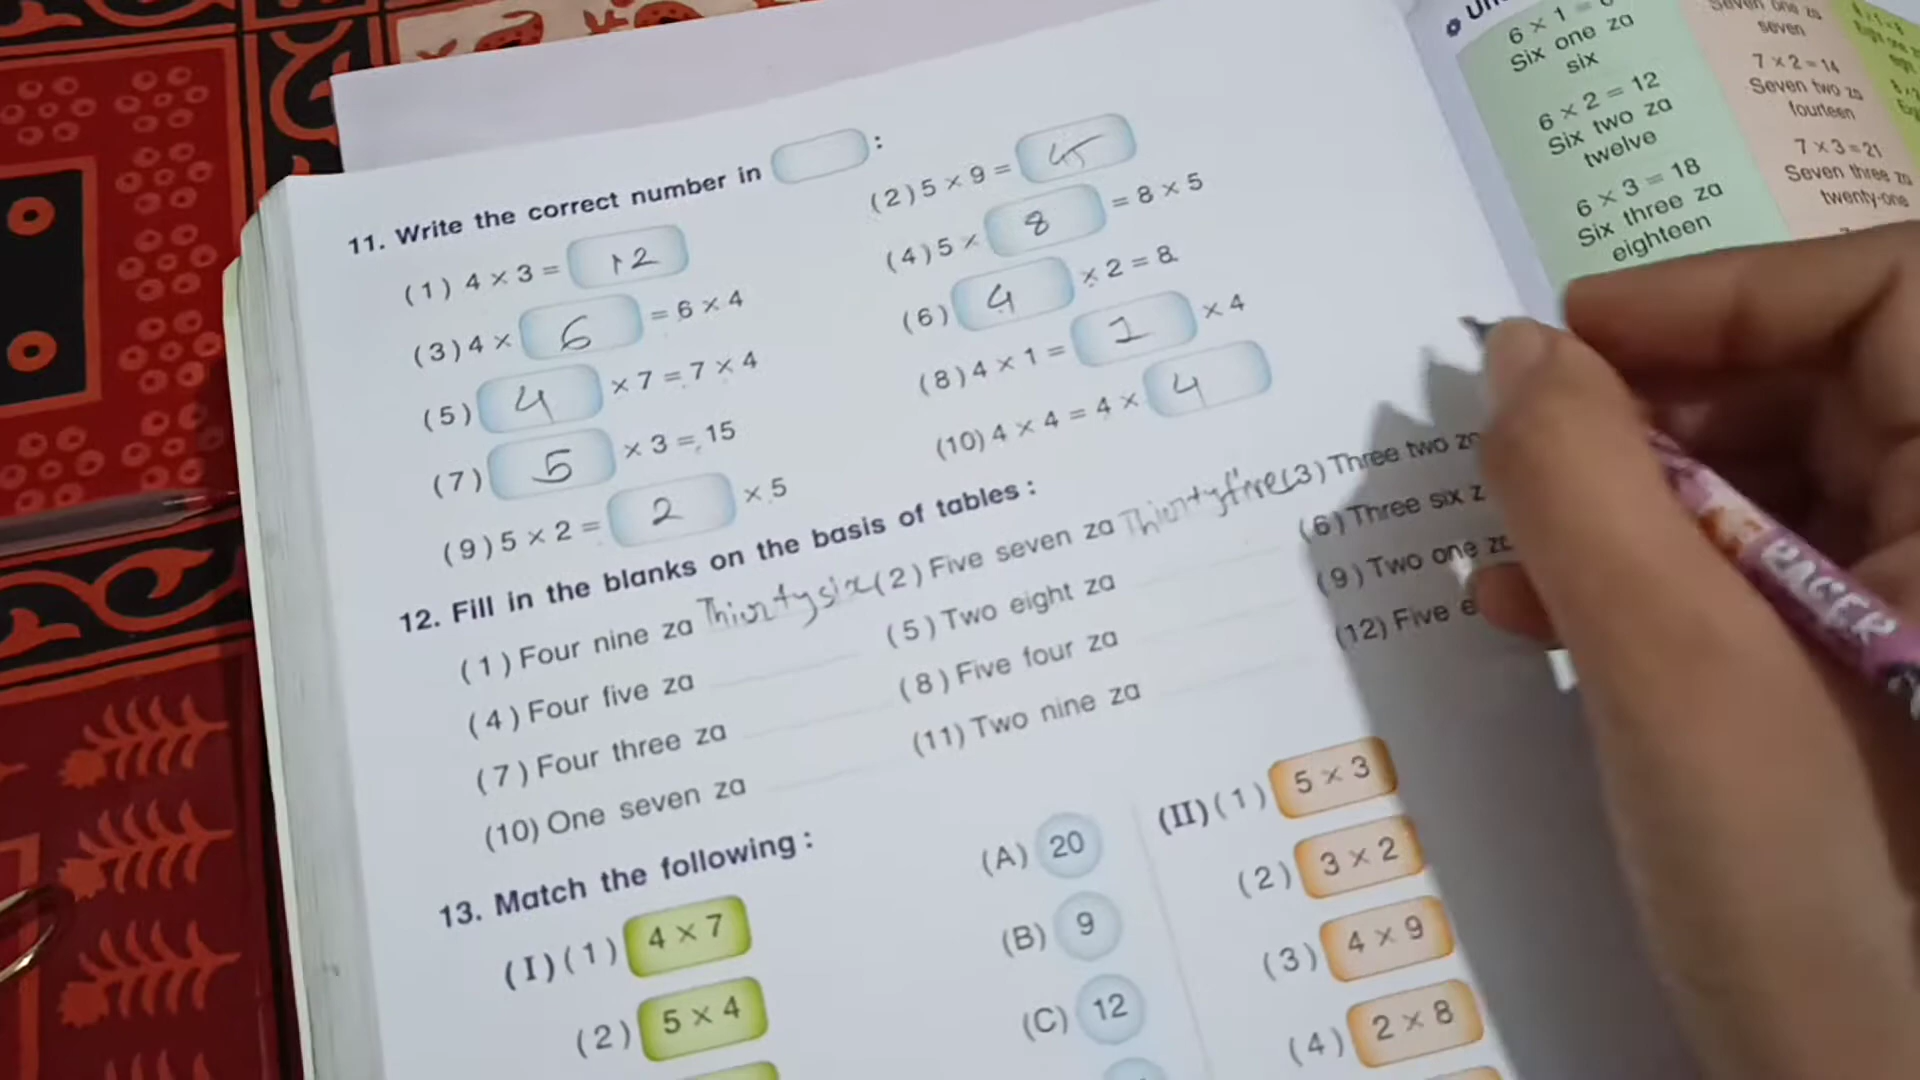 11. Write the correct number in :
(1) 4 × 3 = 12
(2) 5 × 9 = 45
(3) 4 × 6 = 6 × 4
(4) 5 × 8 = 8 × 5
(5) 4 × 7 = 7 × 4
(6) 4 × 2 = 8
(7) 5 × 3 = 15
(8) 4 × 1 = 1 × 4
(9) 5 × 2 = 2 × 5
(10) 4 × 4 = 4 × 4
12. Fill in the blanks on the basis of tables :
(1) Four nine za Thirtysix (2) Five seven za Thirtyfive (3) Three two
(4) Four five za (5) Two eight za (6) Three six
(7) Four three za (8) Five four za (9) Two one
(10) One seven za (11) Two nine za (12) Five
13. Match the following :
(I) (1) 4 × 7 (A) 20 (II) (1) 5 × 3
(2) 5 × 4 (B) 9 (2) 3 × 2
(C) 12 (3) 4 × 9
(4) 2 × 8
6 × 1 =
Six one za
six
6 × 2 = 12
Six two za
twelve
6 × 3 = 18
Six three za
eighteen
Seven one za
seven
7 × 2 = 14
Seven two za
fourteen
7 × 3 = 21
Seven three za
twenty-one
RACER